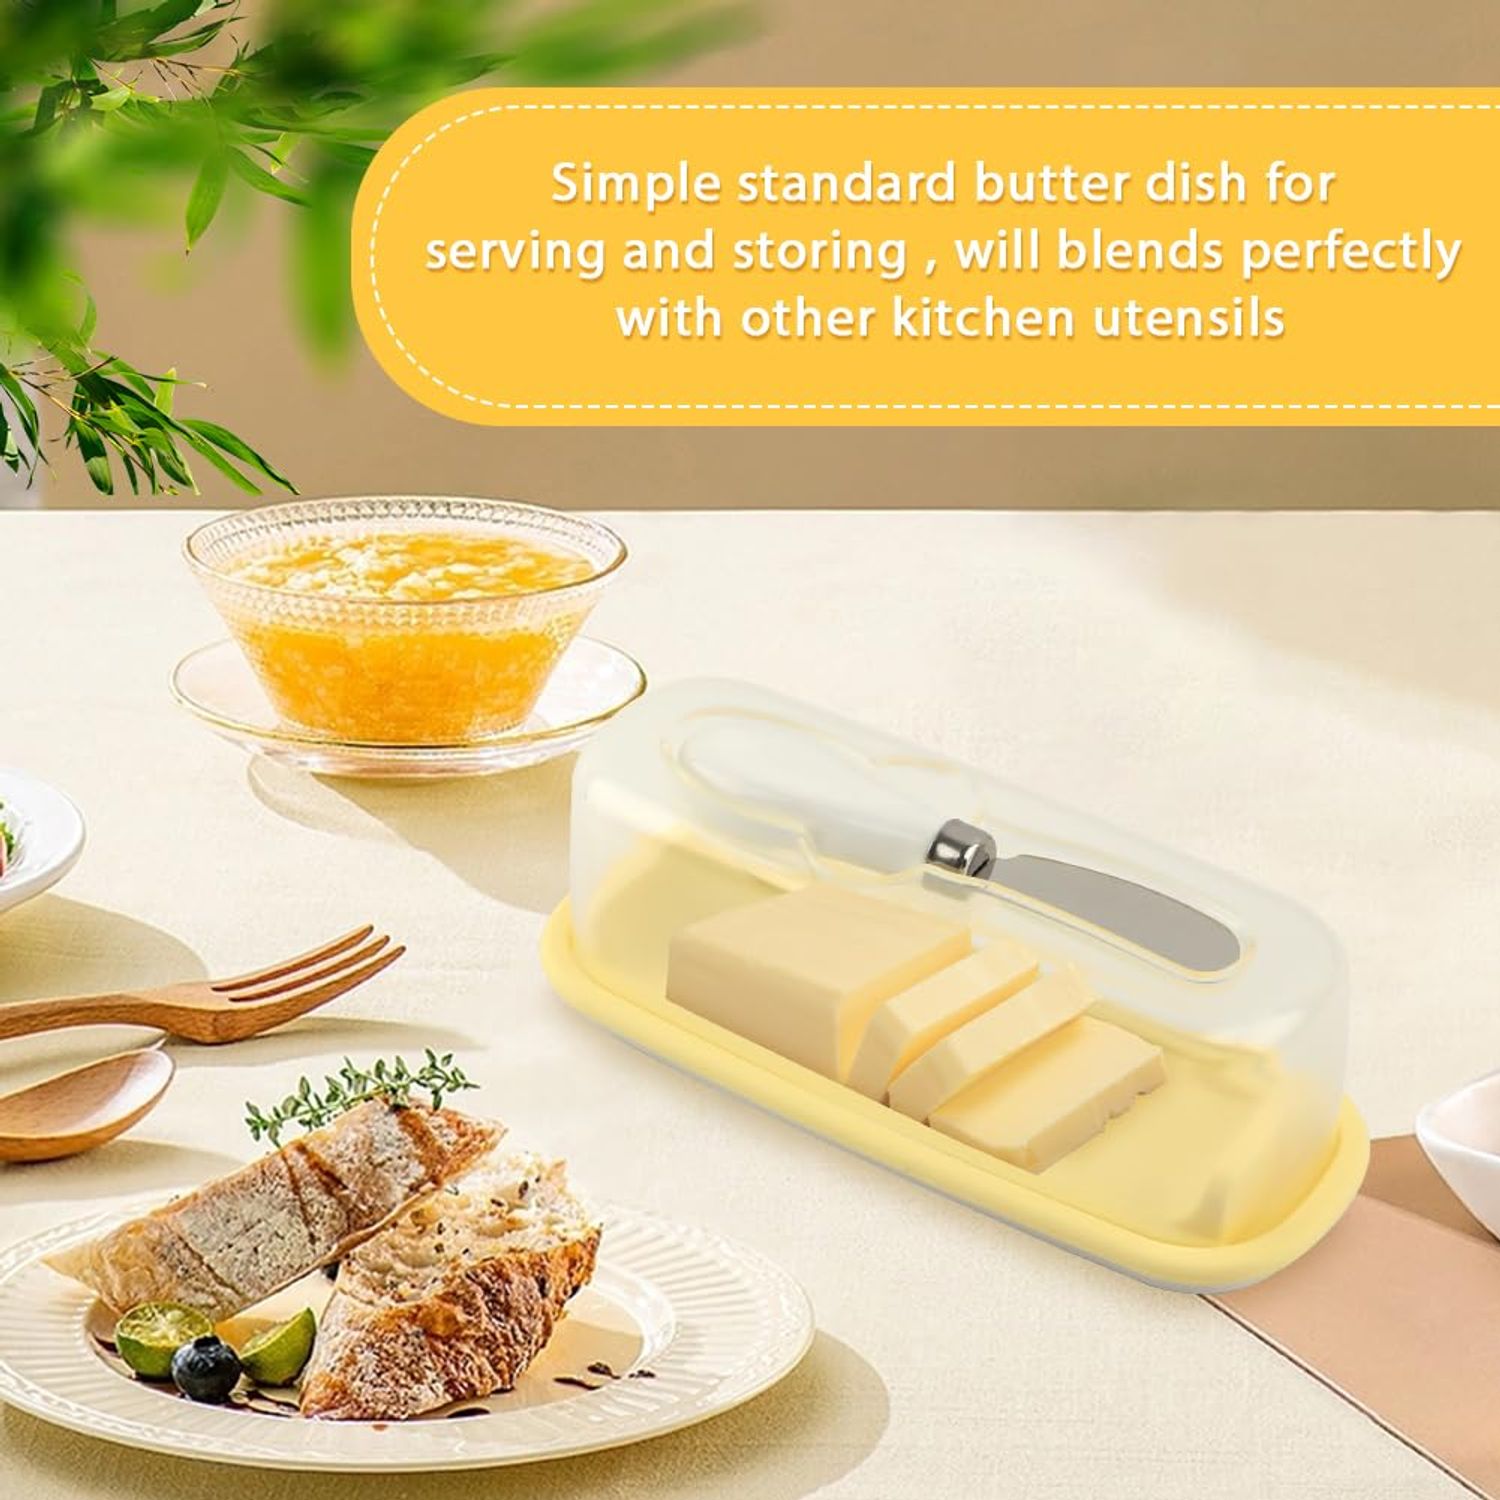 Simple standard butter dish for
serving and storing , will blends perfectly
with other kitchen utensils